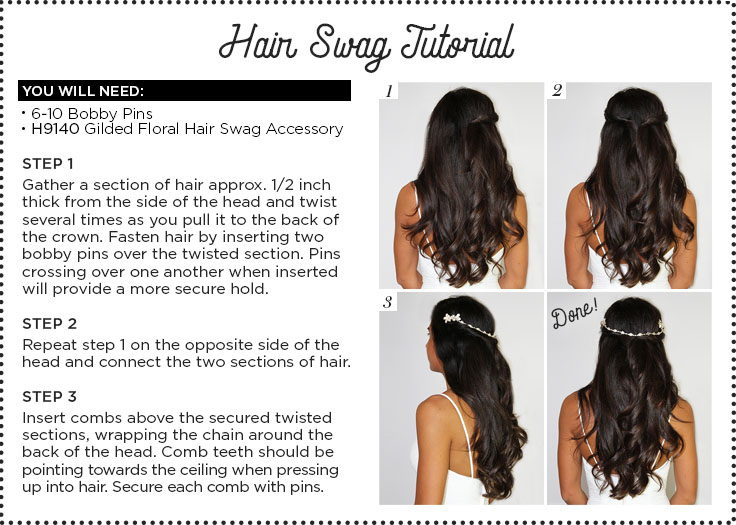 Hair Swag Tutorial
YOU WILL NEED:
• 6-10 Bobby Pins
• H9140 Gilded Floral Hair Swag Accessory
STEP 1
Gather a section of hair approx. 1/2 inch
thick from the side of the head and twist
several times as you pull it to the back of
the crown. Fasten hair by inserting two
bobby pins over the twisted section. Pins
crossing over one another when inserted
will provide a more secure hold.
STEP 2
Repeat step 1 on the opposite side of the
head and connect the two sections of hair.
STEP 3
Insert combs above the secured twisted
sections, wrapping the chain around the
back of the head. Comb teeth should be
pointing towards the ceiling when pressing
up into hair. Secure each comb with pins.
1
2
3
Done!